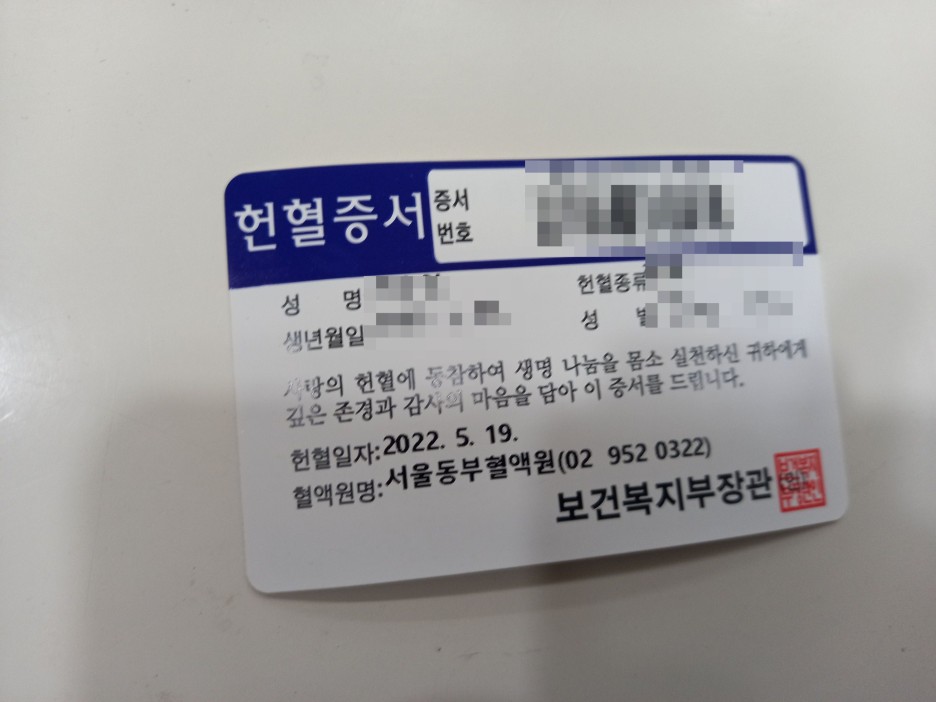 헌혈증서
증서
번호
성 명
헌혈종류
생년월일
성 별
사랑의 헌혈에 동참하여 생명 나눔을 몸소 실천하신 귀하에게
깊은 존경과 감사의 마음을 담아 이 증서를 드립니다.
헌혈일자:2022. 5. 19.
혈액원명:서울동부혈액원(02 952 0322)
보건복지부장관